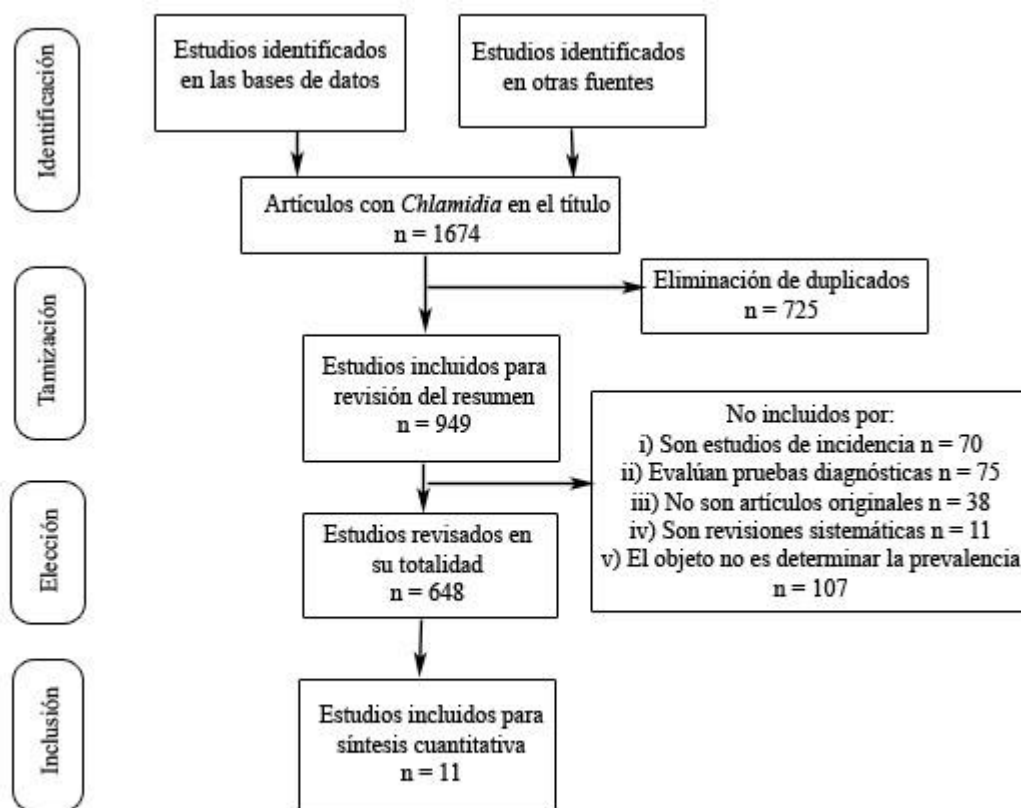 Identificación
Estudios identificados
en las bases de datos
Estudios identificados
en otras fuentes
Artículos con Chlamidia en el título
n = 1674
Tamización
Eliminación de duplicados
n = 725
Estudios incluidos para
revisión del resumen
n = 949
No incluidos por:
i) Son estudios de incidencia n = 70
ii) Evalúan pruebas diagnósticas n = 75
iii) No son artículos originales n = 38
iv) Son revisiones sistemáticas n = 11
v) El objeto no es determinar la prevalencia
n = 107
Elección
Estudios revisados en
su totalidad
n = 648
Inclusión
Estudios incluidos para
síntesis cuantitativa
n = 11